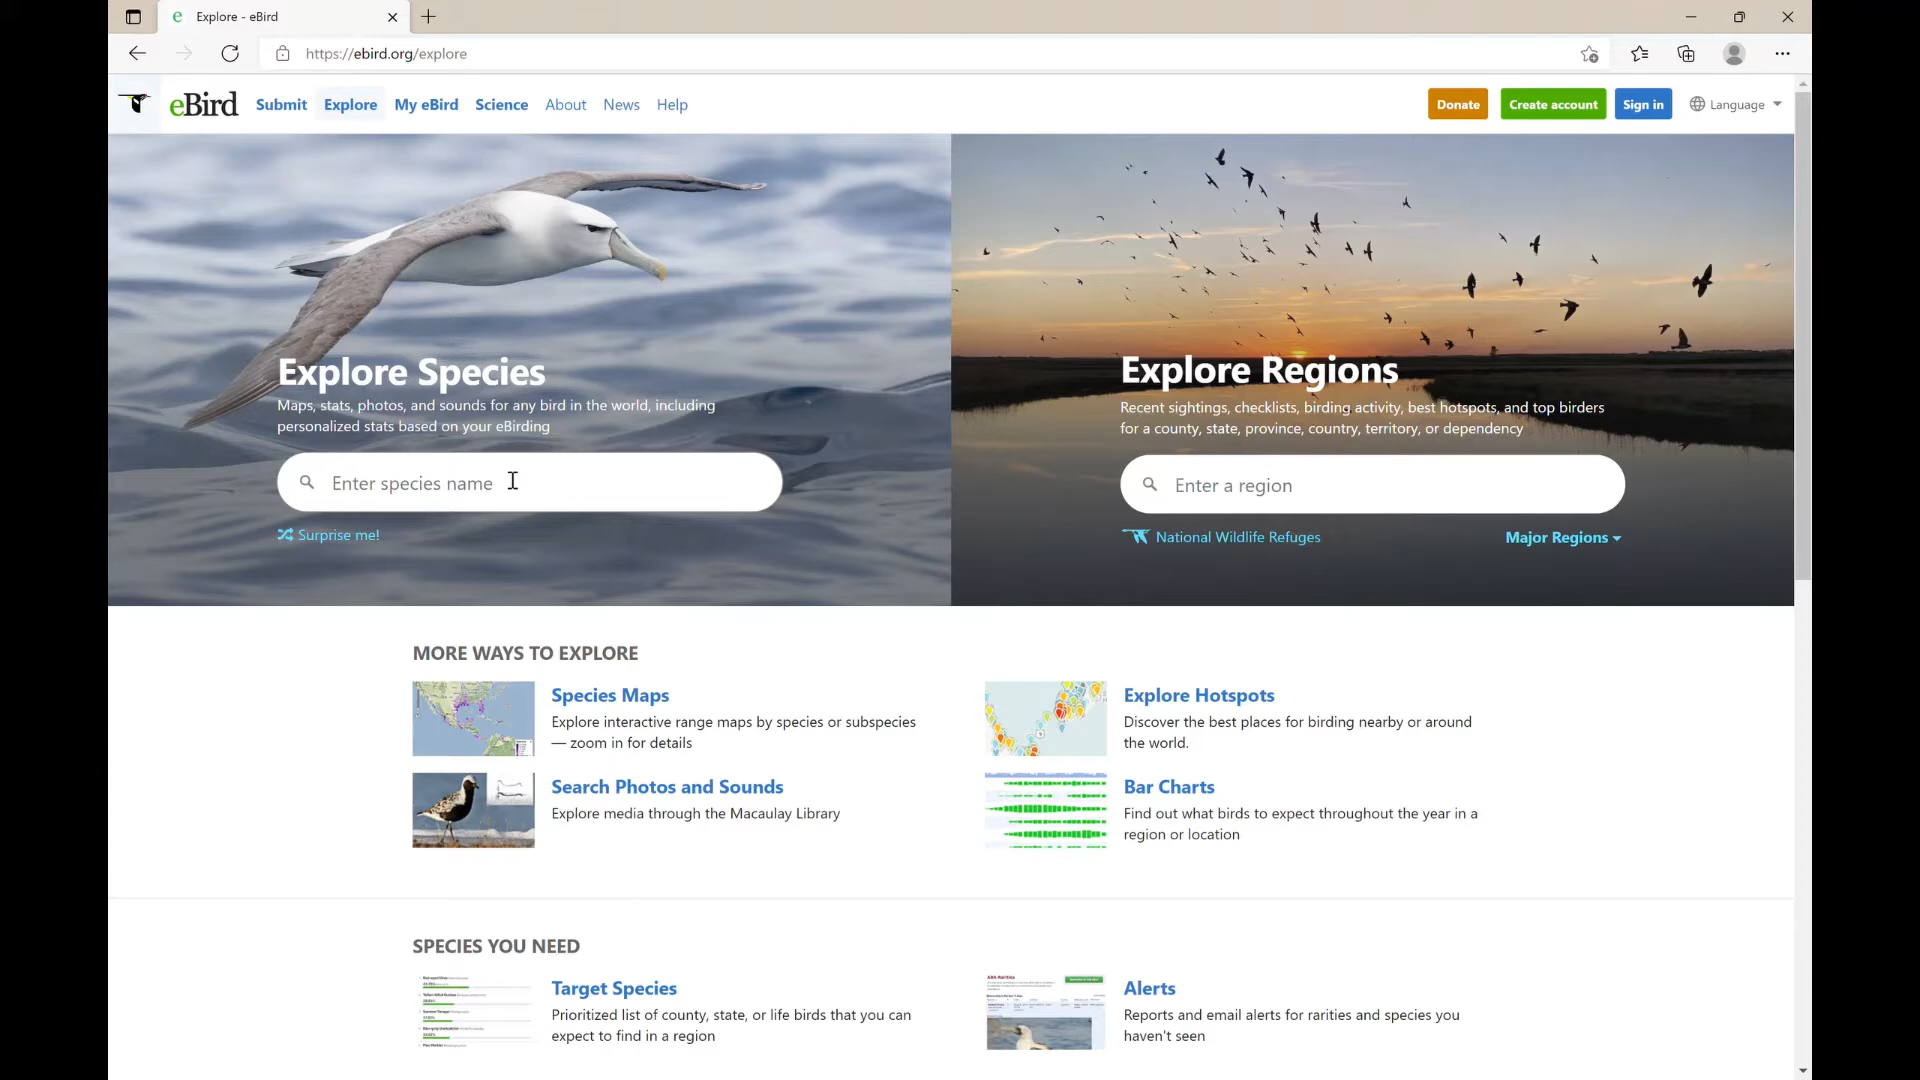 Explore - eBird
https://ebird.org/explore
eBird Submit Explore My eBird Science About News Help Donate Create account Sign in Language
Explore Species
Maps, stats, photos, and sounds for any bird in the world, including
personalized stats based on your eBirding
Enter species name
Surprise me!
Explore Regions
Recent sightings, checklists, birding activity, best hotspots, and top birders
for a county, state, province, country, territory, or dependency
Enter a region
National Wildlife Refuges Major Regions
MORE WAYS TO EXPLORE
Species Maps
Explore interactive range maps by species or subspecies
— zoom in for details
Explore Hotspots
Discover the best places for birding nearby or around
the world.
Search Photos and Sounds
Explore media through the Macaulay Library
Bar Charts
Find out what birds to expect throughout the year in a
region or location
SPECIES YOU NEED
Target Species
Prioritized list of county, state, or life birds that you can
expect to find in a region
Alerts
Reports and email alerts for rarities and species you
haven't seen